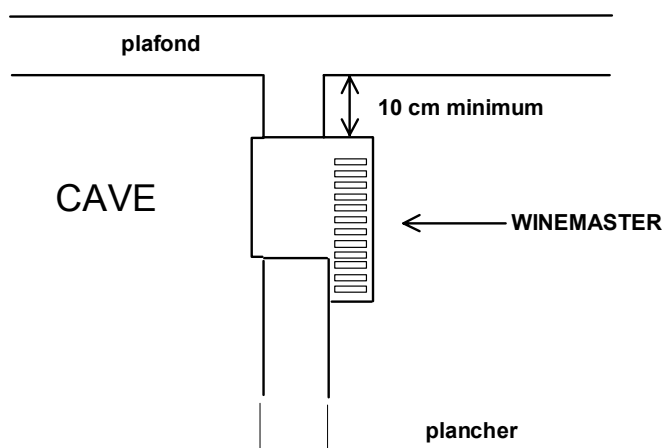 plafond
10 cm minimum
CAVE
WINEMASTER
plancher